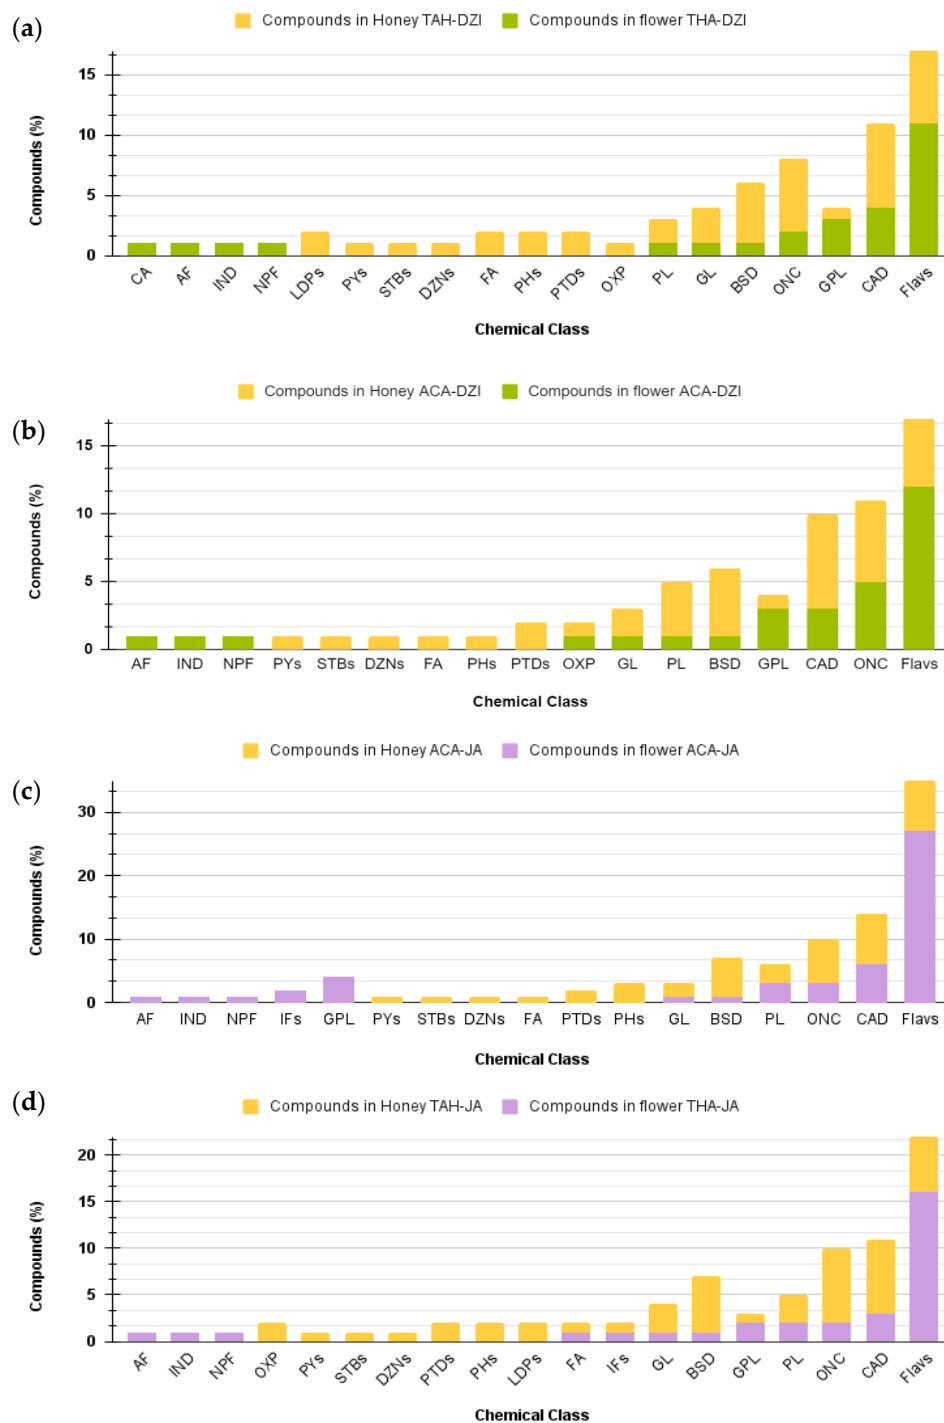 (a)
Compounds in Honey TAH-DZI Compounds in flower THA-DZI
Compounds (%)
15
10
5
0
CA AF IND NPF LDPs PYs STBs DZNs FA PHs PTDs OXP PL GL BSD ONC GPL CAD Flavs
Chemical Class
(b)
Compounds in Honey ACA-DZI Compounds in flower ACA-DZI
Compounds (%)
15
10
5
0
AF IND NPF PYs STBs DZNs FA PHs PTDs OXP GL PL BSD GPL CAD ONC Flavs
Chemical Class
(c)
Compounds in Honey ACA-JA Compounds in flower ACA-JA
Compounds (%)
30
20
10
0
AF IND NPF IFs GPL PYs STBs DZNs FA PTDs PHs GL BSD PL ONC CAD Flavs
Chemical Class
(d)
Compounds in Honey TAH-JA Compounds in flower THA-JA
Compounds (%)
20
15
10
5
0
AF IND NPF OXP PYs STBs DZNs PTDs PHs LDPs FA IFs GL BSD GPL PL ONC CAD Flavs
Chemical Class